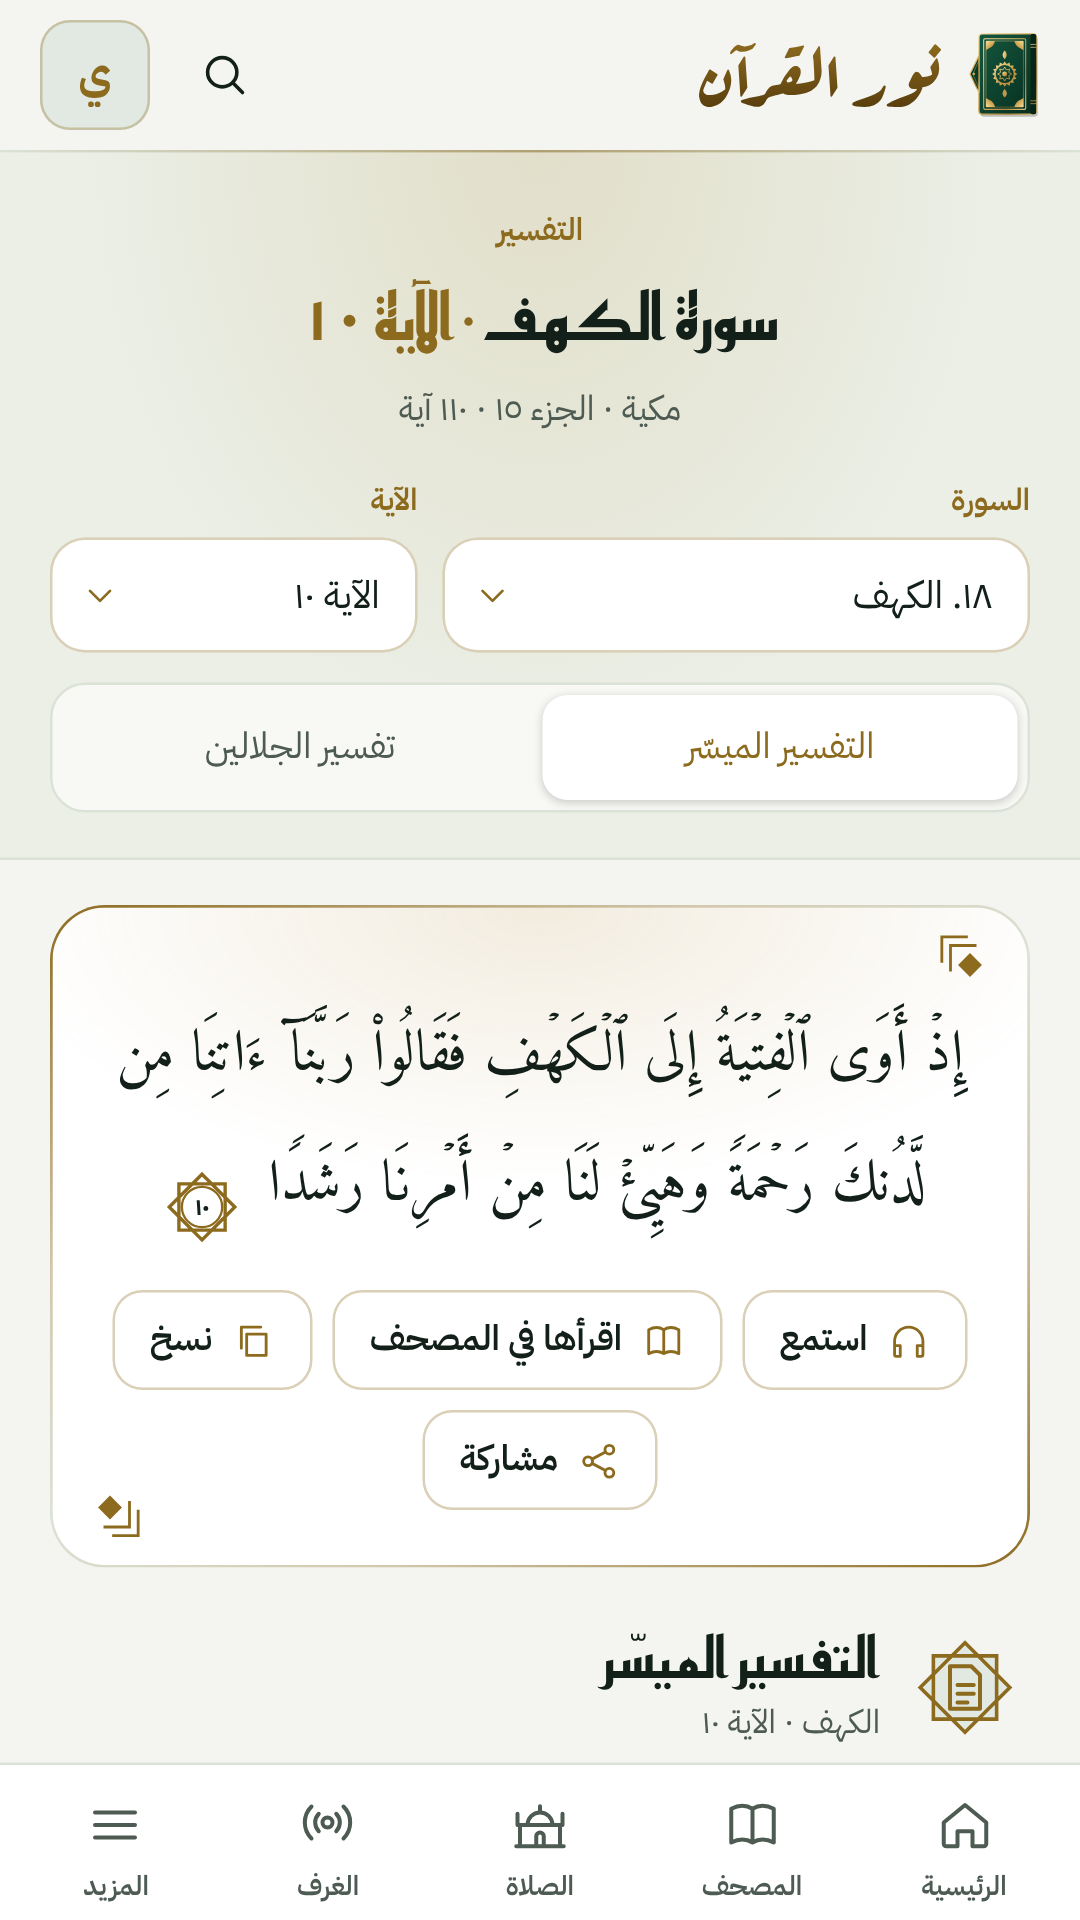 نور القرآن
ي
التفسير
سورة الكهف · الآية ١٠
مكية · الجزء ١٥ · ١١٠ آية
السورة
الآية
١٨. الكهف
الآية ١٠
التفسير الميسّر
تفسير الجلالين
إِذۡ أَوَى ٱلۡفِتۡيَةُ إِلَى ٱلۡكَهۡفِ فَقَالُواْ رَبَّنَآ ءَاتِنَا مِن
لَّدُنكَ رَحۡمَةٗ وَهَيِّئۡ لَنَا مِنۡ أَمۡرِنَا رَشَدٗا ١٠
استمع
اقرأها في المصحف
نسخ
مشاركة
التفسير الميسّر
الكهف · الآية ١٠
الرئيسية
المصحف
الصلاة
الغرف
المزيد